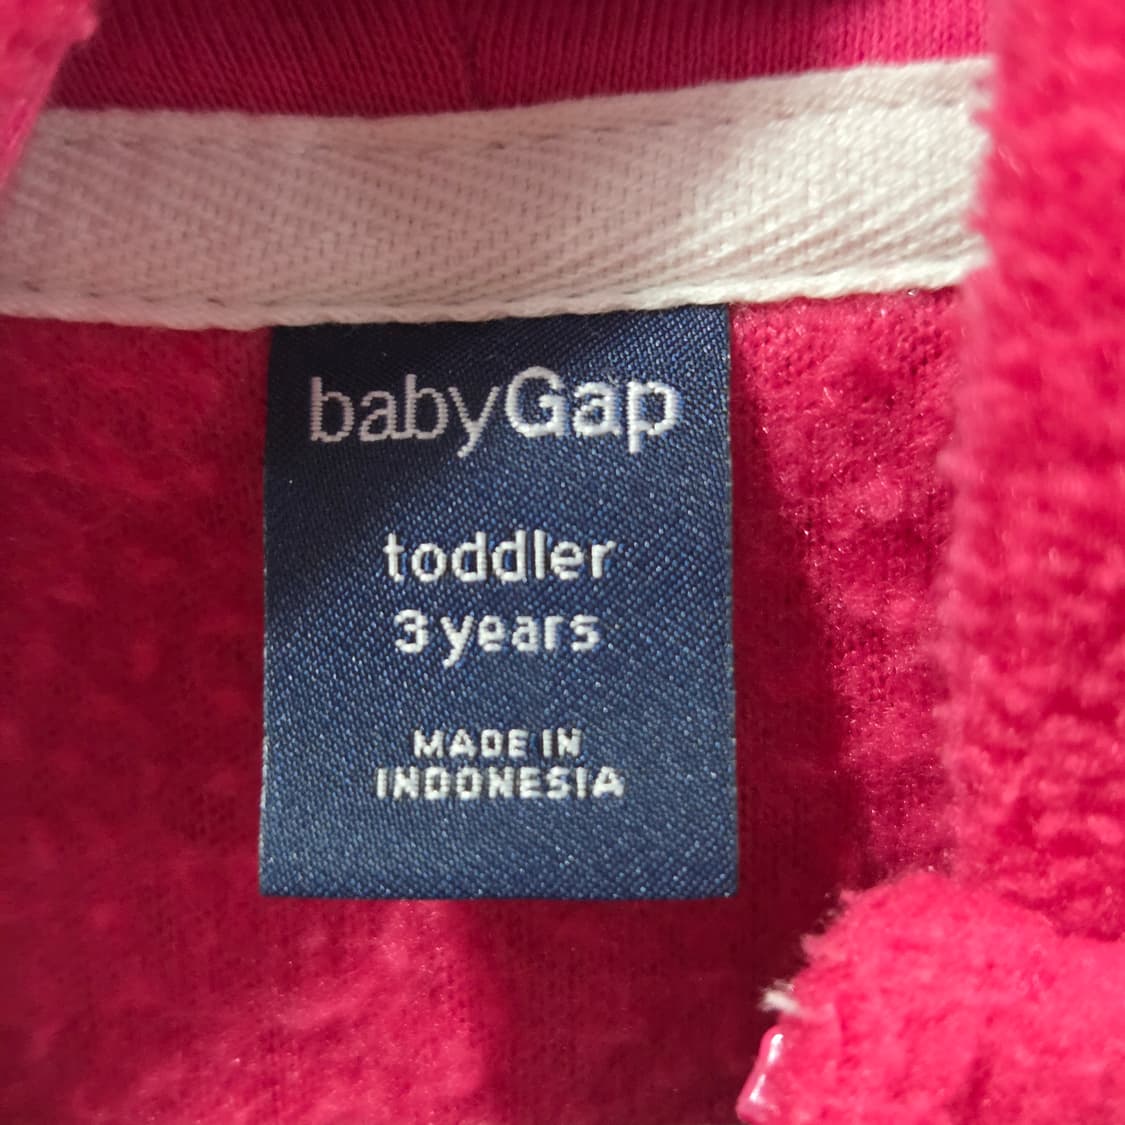 babyGap
toddler
3 years
MADE IN
INDONESIA